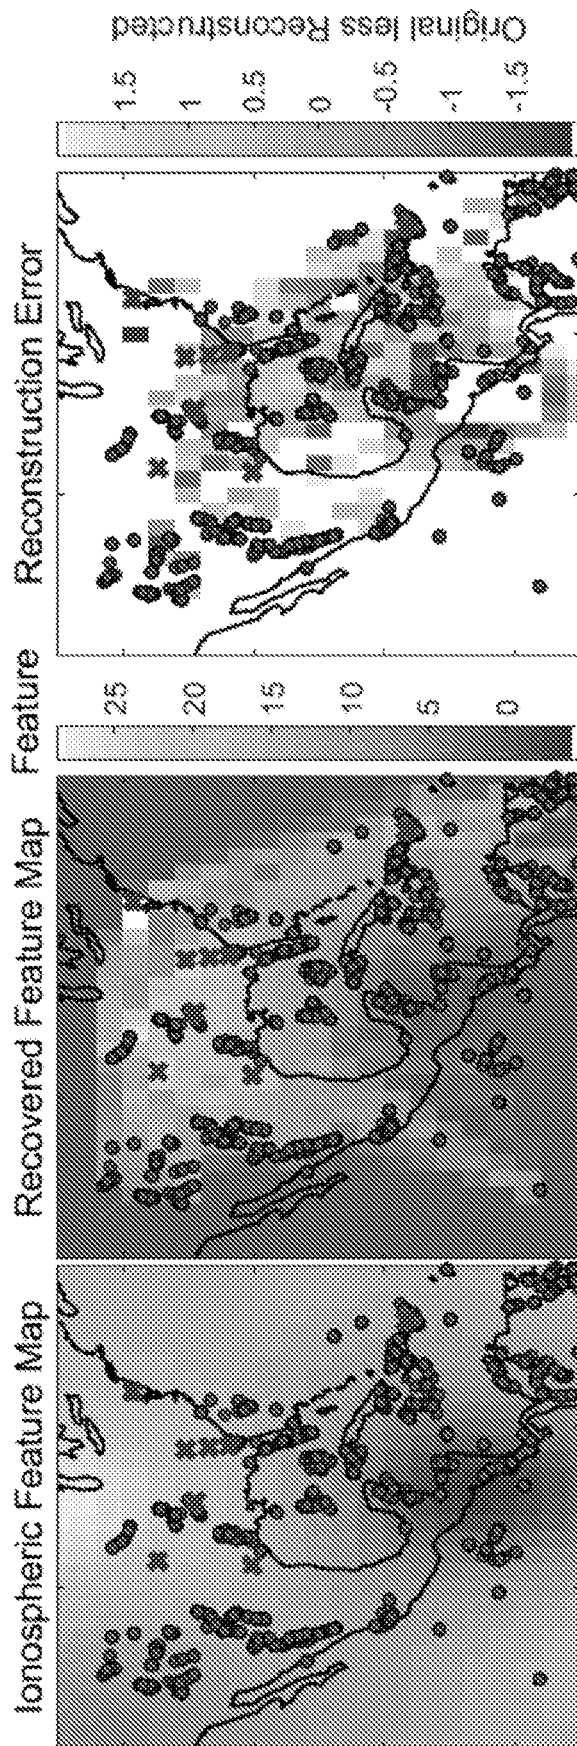 Ionospheric Feature Map
Recovered Feature Map
Feature
25
20
15
10
5
0
Reconstruction Error
1.5
1
0.5
0
-0.5
-1
-1.5
Original less Reconstructed